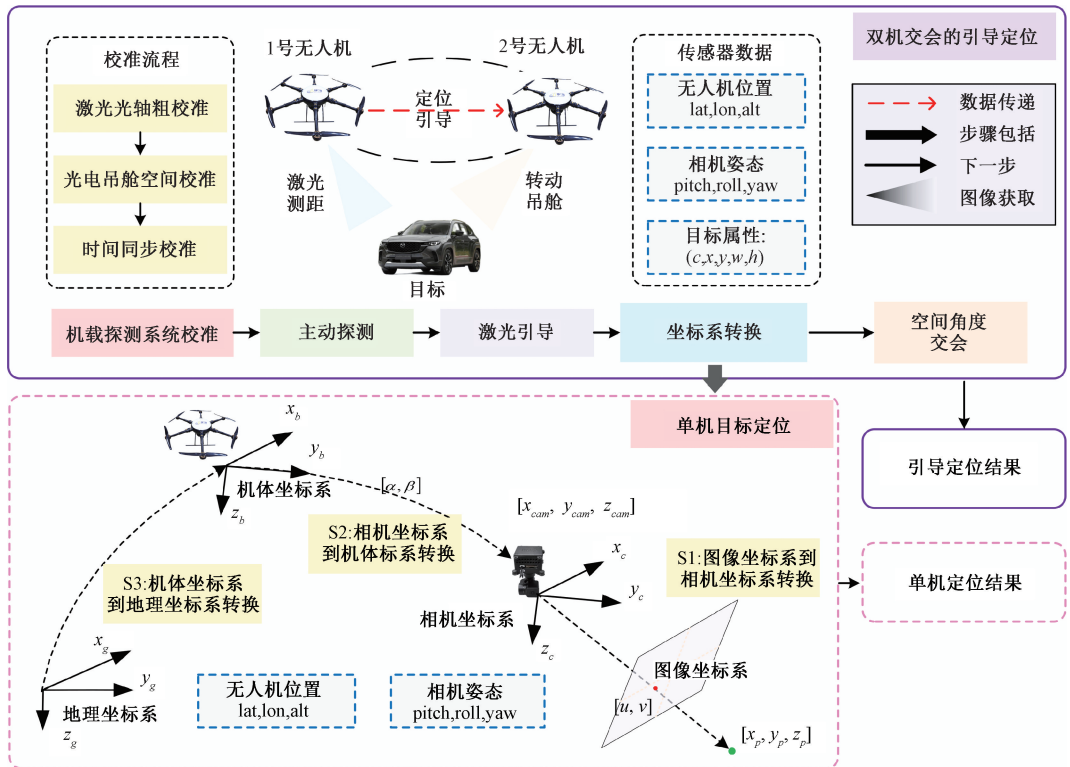 双机交会的引导定位
校准流程
激光光轴粗校准
光电吊舱空间校准
时间同步校准
1号无人机
2号无人机
定位
引导
激光
测距
转动
吊舱
目标
传感器数据
无人机位置
lat,lon,alt
相机姿态
pitch,roll,yaw
目标属性:
(c,x,y,w,h)
数据传递
步骤包括
下一步
图像获取
机载探测系统校准
主动探测
激光引导
坐标系转换
空间角度
交会
单机目标定位
引导定位结果
单机定位结果
x_b
y_b
机体坐标系
z_b
[α,β]
S2:相机坐标系
到机体标系转换
[x_cam, y_cam, z_cam]
S1:图像坐标系到
相机坐标系转换
S3:机体坐标系
到地理坐标系转换
x_c
y_c
相机坐标系
z_c
x_g
y_g
地理坐标系
z_g
无人机位置
lat,lon,alt
相机姿态
pitch,roll,yaw
图像坐标系
[u, v]
[x_p, y_p, z_p]